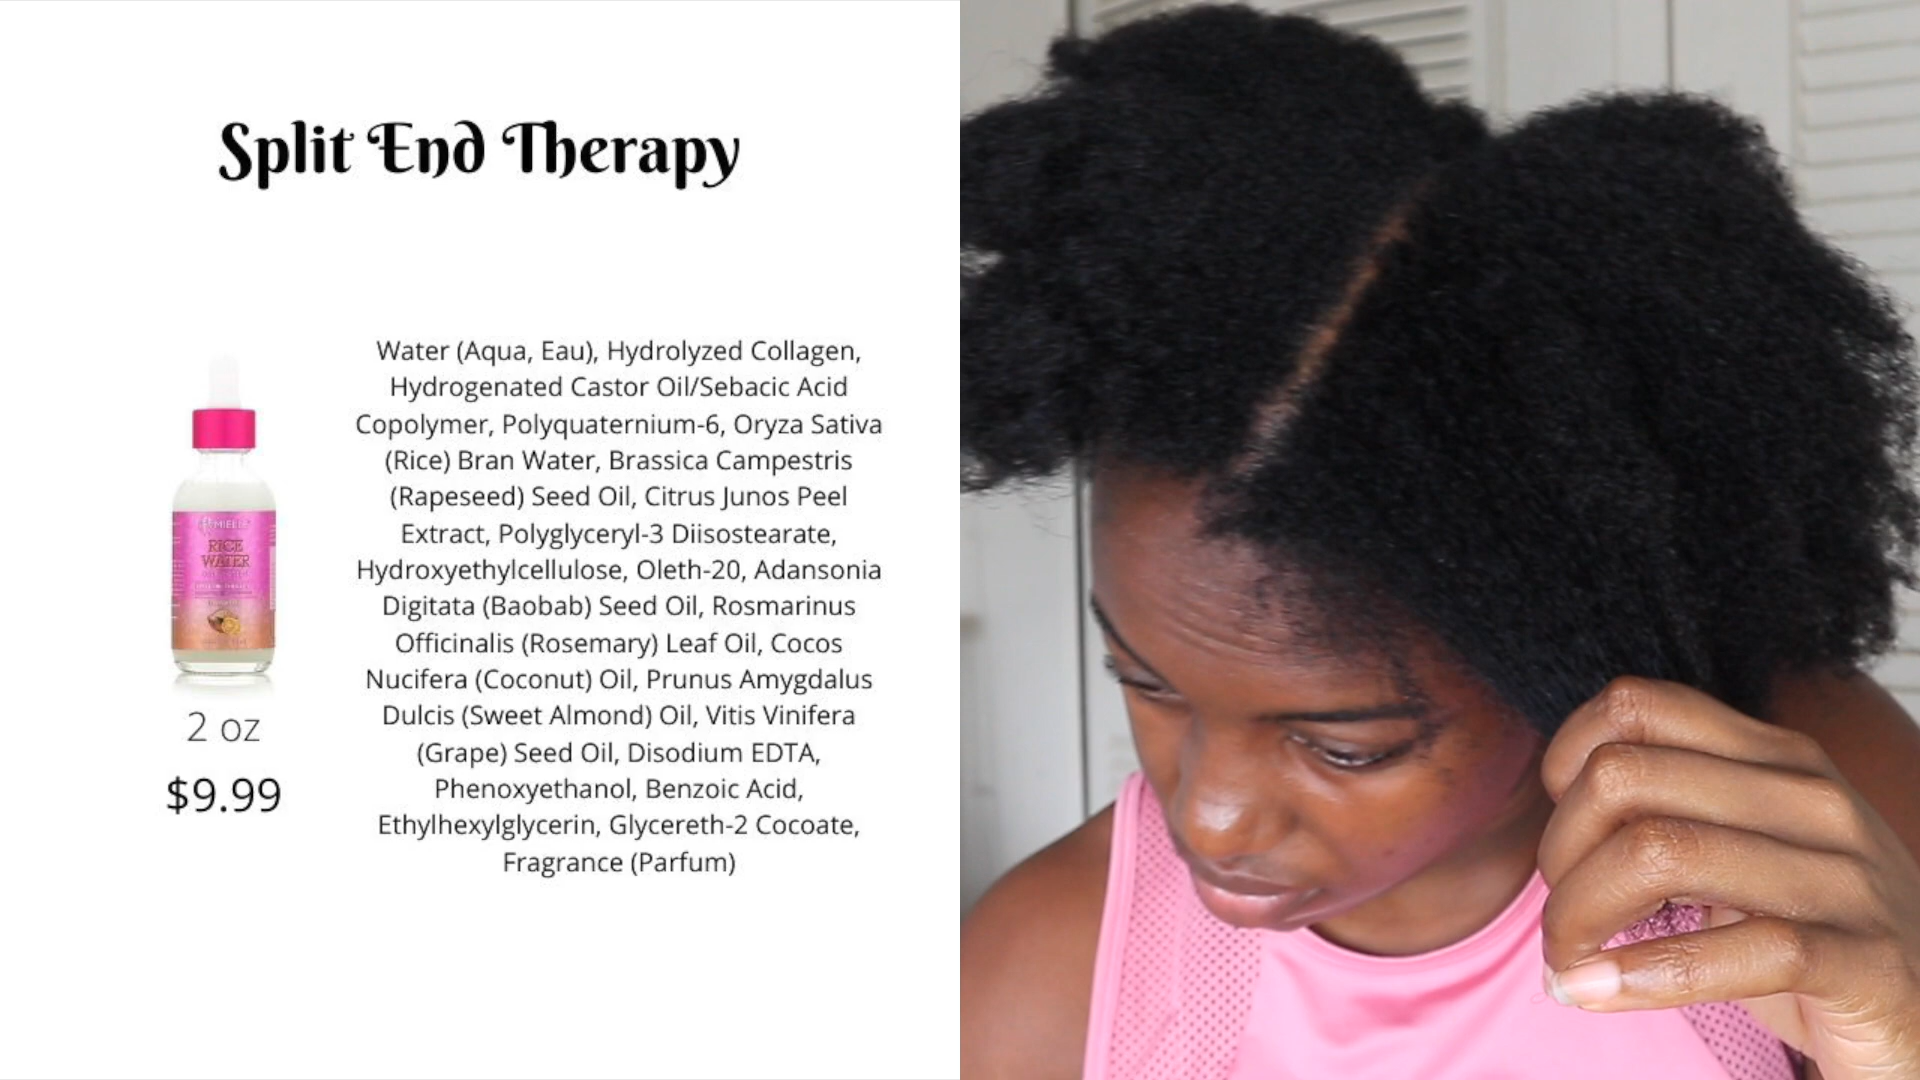 Split End Therapy
Water (Aqua, Eau), Hydrolyzed Collagen,
Hydrogenated Castor Oil/Sebacic Acid
Copolymer, Polyquaternium-6, Oryza Sativa
(Rice) Bran Water, Brassica Campestris
(Rapeseed) Seed Oil, Citrus Junos Peel
Extract, Polyglyceryl-3 Diisostearate,
Hydroxyethylcellulose, Oleth-20, Adansonia
Digitata (Baobab) Seed Oil, Rosmarinus
Officinalis (Rosemary) Leaf Oil, Cocos
Nucifera (Coconut) Oil, Prunus Amygdalus
Dulcis (Sweet Almond) Oil, Vitis Vinifera
(Grape) Seed Oil, Disodium EDTA,
Phenoxyethanol, Benzoic Acid,
Ethylhexylglycerin, Glycereth-2 Cocoate,
Fragrance (Parfum)
MIELLE
RICE
WATER
2 oz
$9.99